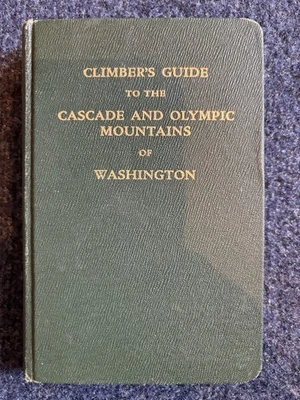 CLIMBER'S GUIDE
TO THE
CASCADE AND OLYMPIC
MOUNTAINS
OF
WASHINGTON